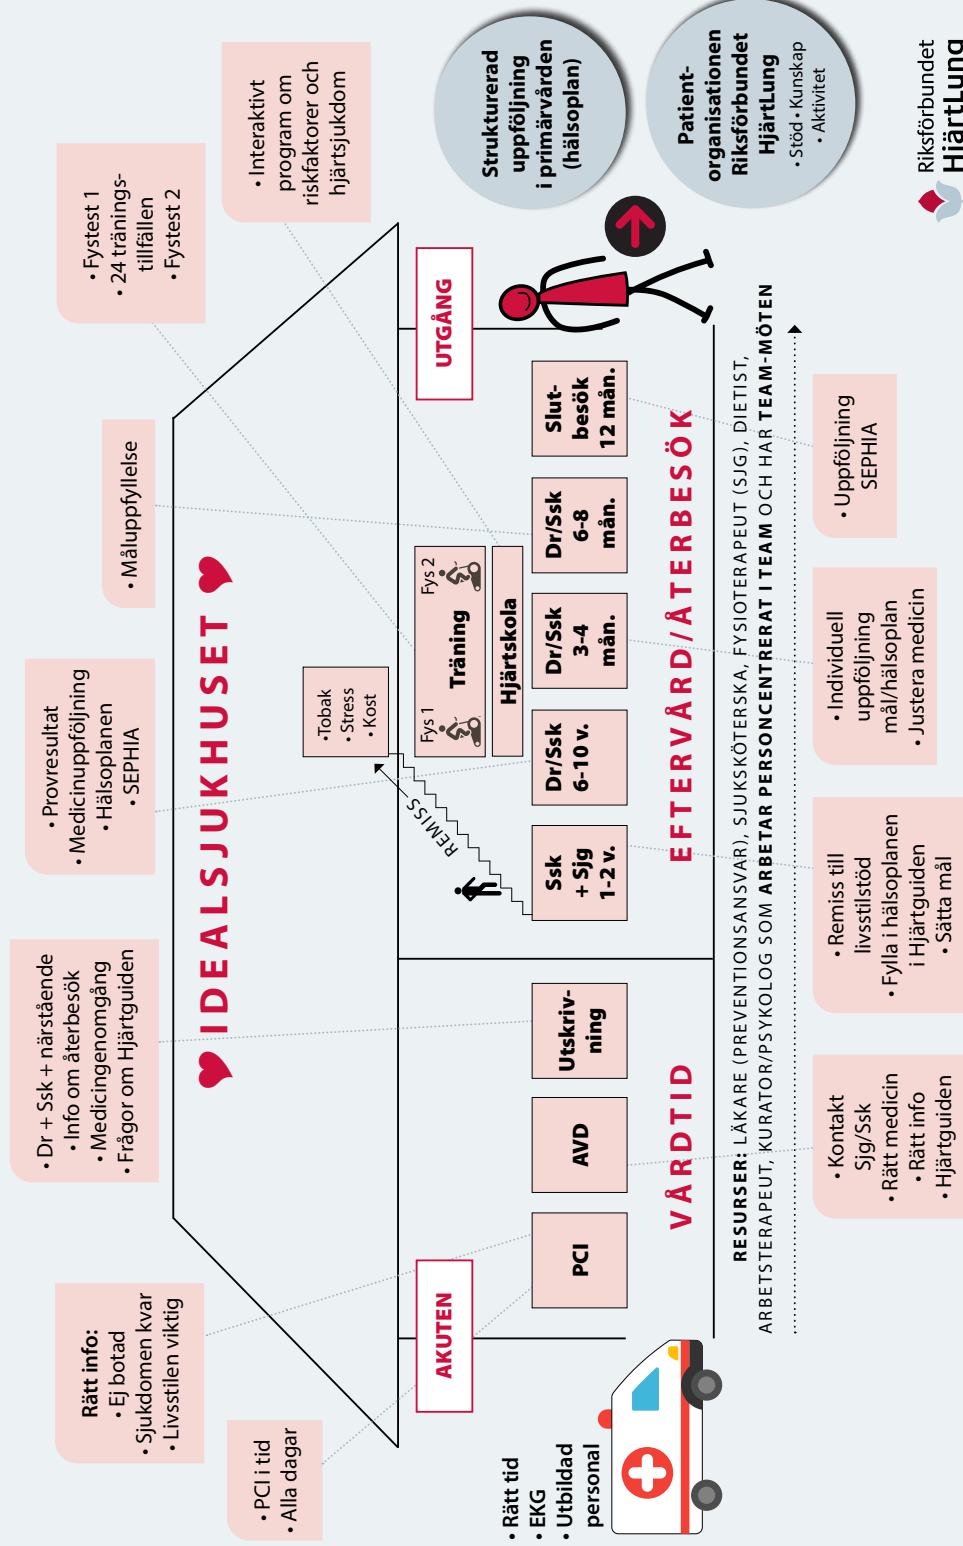 ♥ IDEALSJUKHUSET ♥
Rätt info:
• Ej botad
• Sjukdomen kvar
• Livsstilen viktig
• PCI i tid
• Alla dagar
• Dr + Ssk + närstående
• Info om återbesök
• Medicingenomgång
• Frågor om Hjärtguiden
• Provresultat
• Medicinuppföljning
• Hälsoplanen
• SEPHIA
• Måluppfyllelse
• Fystest 1
• 24 tränings-
tillfällen
• Fystest 2
• Interaktivt
program om
riskfaktorer och
hjärtsjukdom
AKUTEN
UTGÅNG
• Rätt tid
• EKG
• Utbildad
personal
PCI
AVD
Utskriv-
ning
VÅRDTID
REMISS
• Tobak
• Stress
• Kost
Fys 1
Träning
Fys 2
Hjärtskola
Ssk
+ Sjg
1-2 v.
Dr/Ssk
6-10 v.
Dr/Ssk
3-4
mån.
Dr/Ssk
6-8
mån.
Slut-
besök
12 mån.
EFTERVÅRD/ÅTERBESÖK
Strukturerad
uppföljning
i primärvården
(hälsoplan)
Patient-
organisationen
Riksförbundet
HjärtLung
• Stöd • Kunskap
• Aktivitet
RESURSER: LÄKARE (PREVENTIONSANSVAR), SJUKSKÖTERSKA, FYSIOTERAPEUT (SJG), DIETIST,
ARBETSTERAPEUT, KURATOR/PSYKOLOG SOM ARBETAR PERSONCENTRERAT I TEAM OCH HAR TEAM-MÖTEN
• Kontakt
Sjg/Ssk
• Rätt medicin
• Rätt info
• Hjärtguiden
• Remiss till
livsstilstöd
• Fylla i hälsoplanen
i Hjärtguiden
• Sätta mål
• Individuell
uppföljning
mål/hälsoplan
• Justera medicin
• Uppföljning
SEPHIA
Riksförbundet
HjärtLung